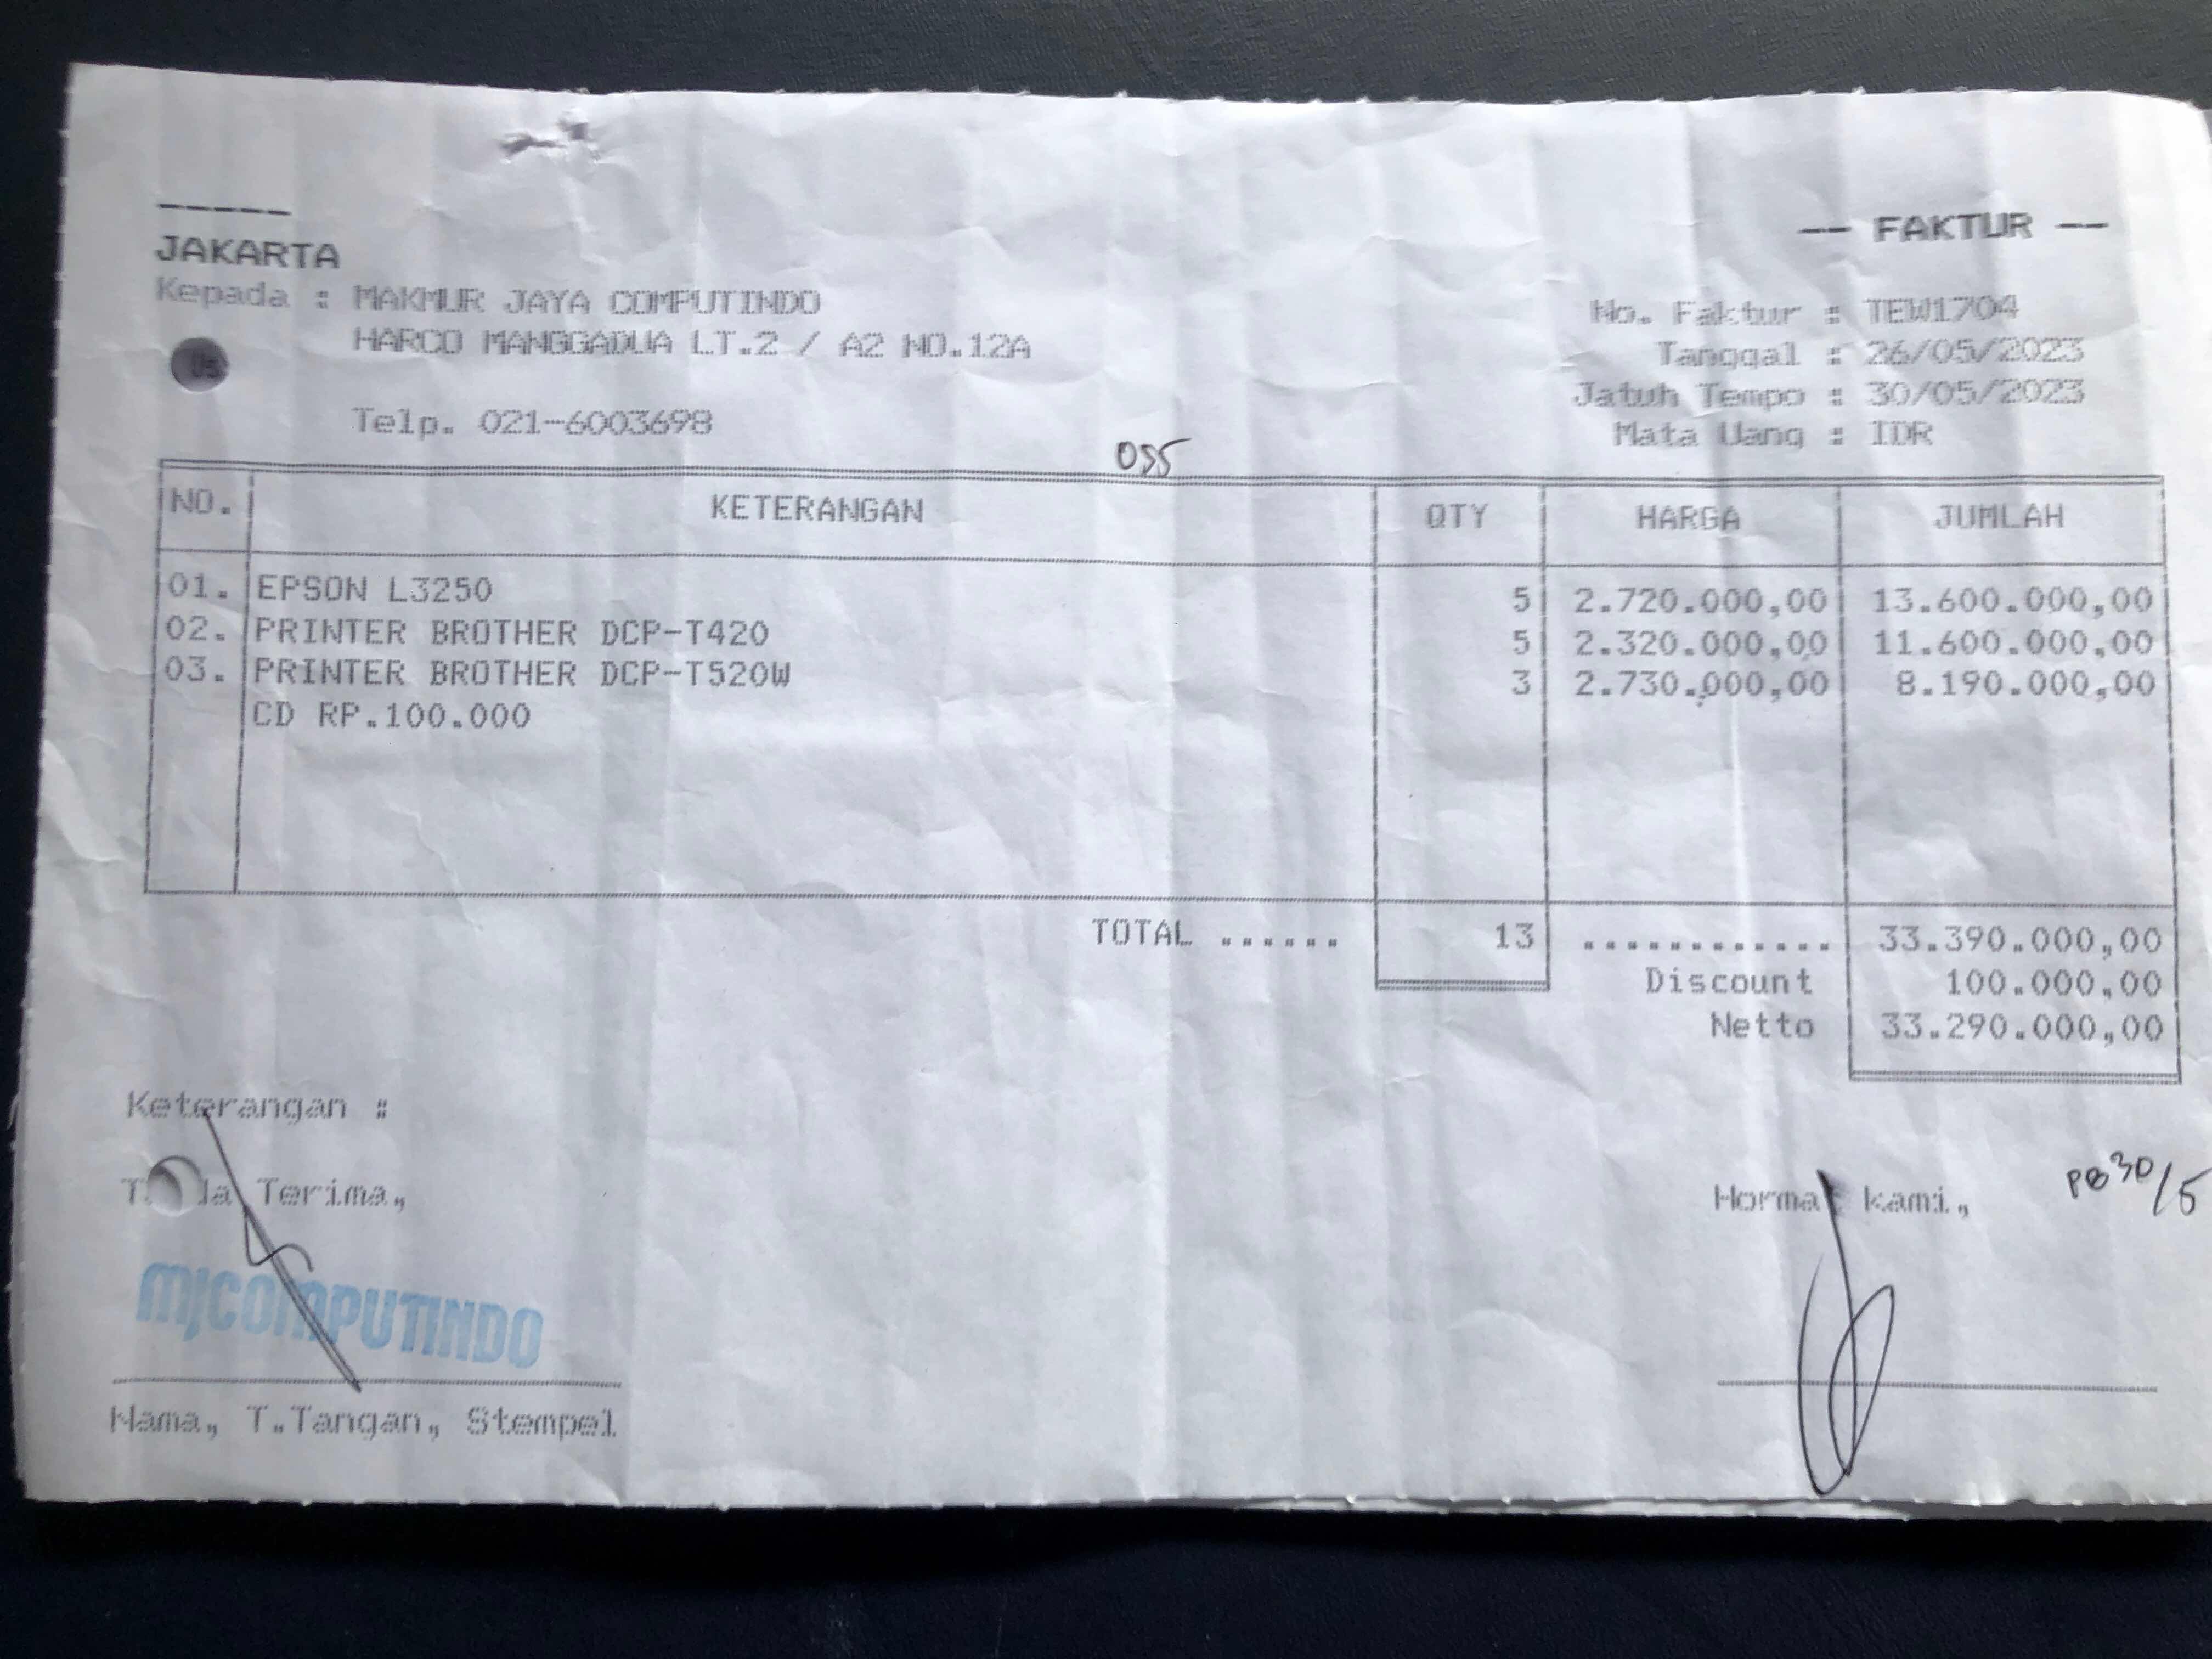 -----
JAKARTA
-- FAKTUR --
Kepada : MAKMUR JAYA COMPUTINDO
HARCO MANGGADUA LT.2 / A2 NO.12A
Telp. 021-6003698
No. Faktur : TEW1704
Tanggal : 26/05/2023
Jatuh Tempo : 30/05/2023
Mata Uang : IDR
055
NO. KETERANGAN QTY HARGA JUMLAH
01. EPSON L3250 5 2.720.000,00 13.600.000,00
02. PRINTER BROTHER DCP-T420 5 2.320.000,00 11.600.000,00
03. PRINTER BROTHER DCP-T520W 3 2.730.000,00 8.190.000,00
CD RP.100.000
TOTAL ...... 13 ............ 33.390.000,00
Discount 100.000,00
Netto 33.290.000,00
Keterangan :
Terima,
Hormat kami,
30/5
MJCOMPUTINDO
Nama, T.Tangan, Stempel